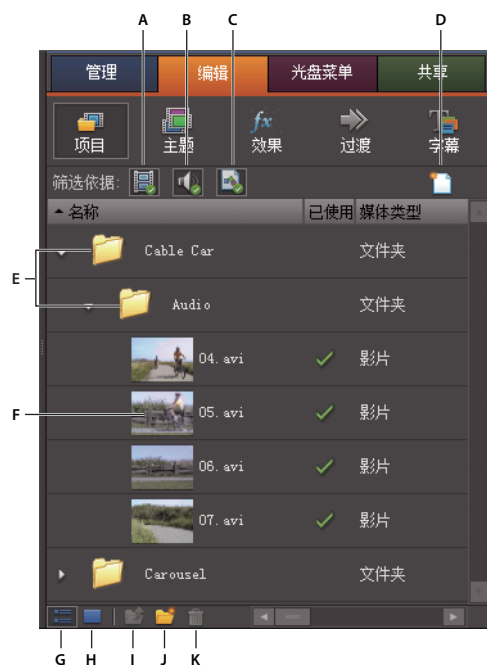 A B C D
管理 编辑 光盘菜单 共享
项目 主题 fx 效果 过渡 T 字幕
筛选依据:
名称 已使用 媒体类型
Cable Car 文件夹
E
Audio 文件夹
04.avi 影片
F 05.avi 影片
06.avi 影片
07.avi 影片
Carousel 文件夹
G H I J K